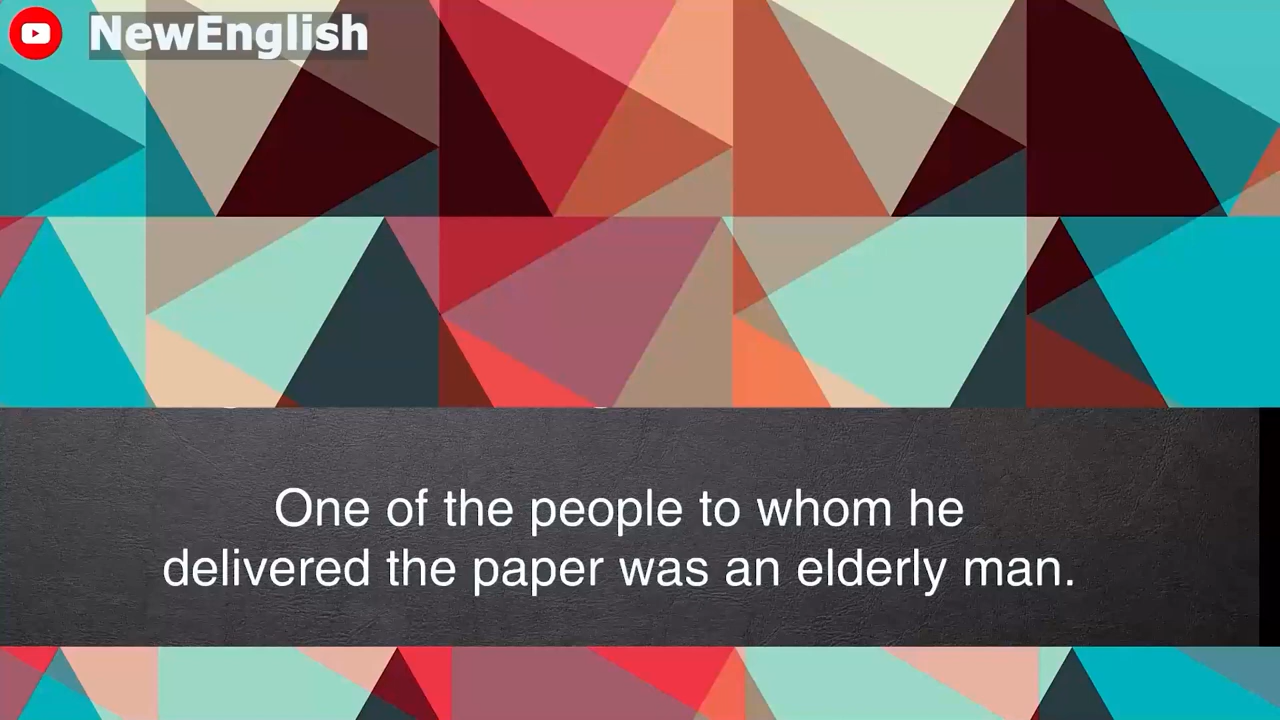 NewEnglish
One of the people to whom he
delivered the paper was an elderly man.